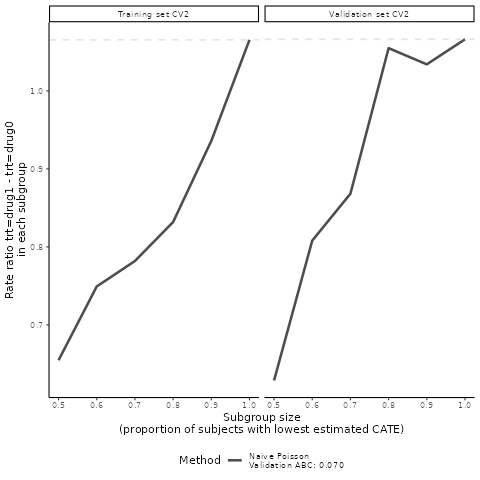 Training set CV2
Validation set CV2
Rate ratio trt=drug1 - trt=drug0
in each subgroup
1.0
0.9
0.8
0.7
0.5 0.6 0.7 0.8 0.9 1.0
0.5 0.6 0.7 0.8 0.9 1.0
Subgroup size
(proportion of subjects with lowest estimated CATE)
Method
Naive Poisson
Validation ABC: 0.070